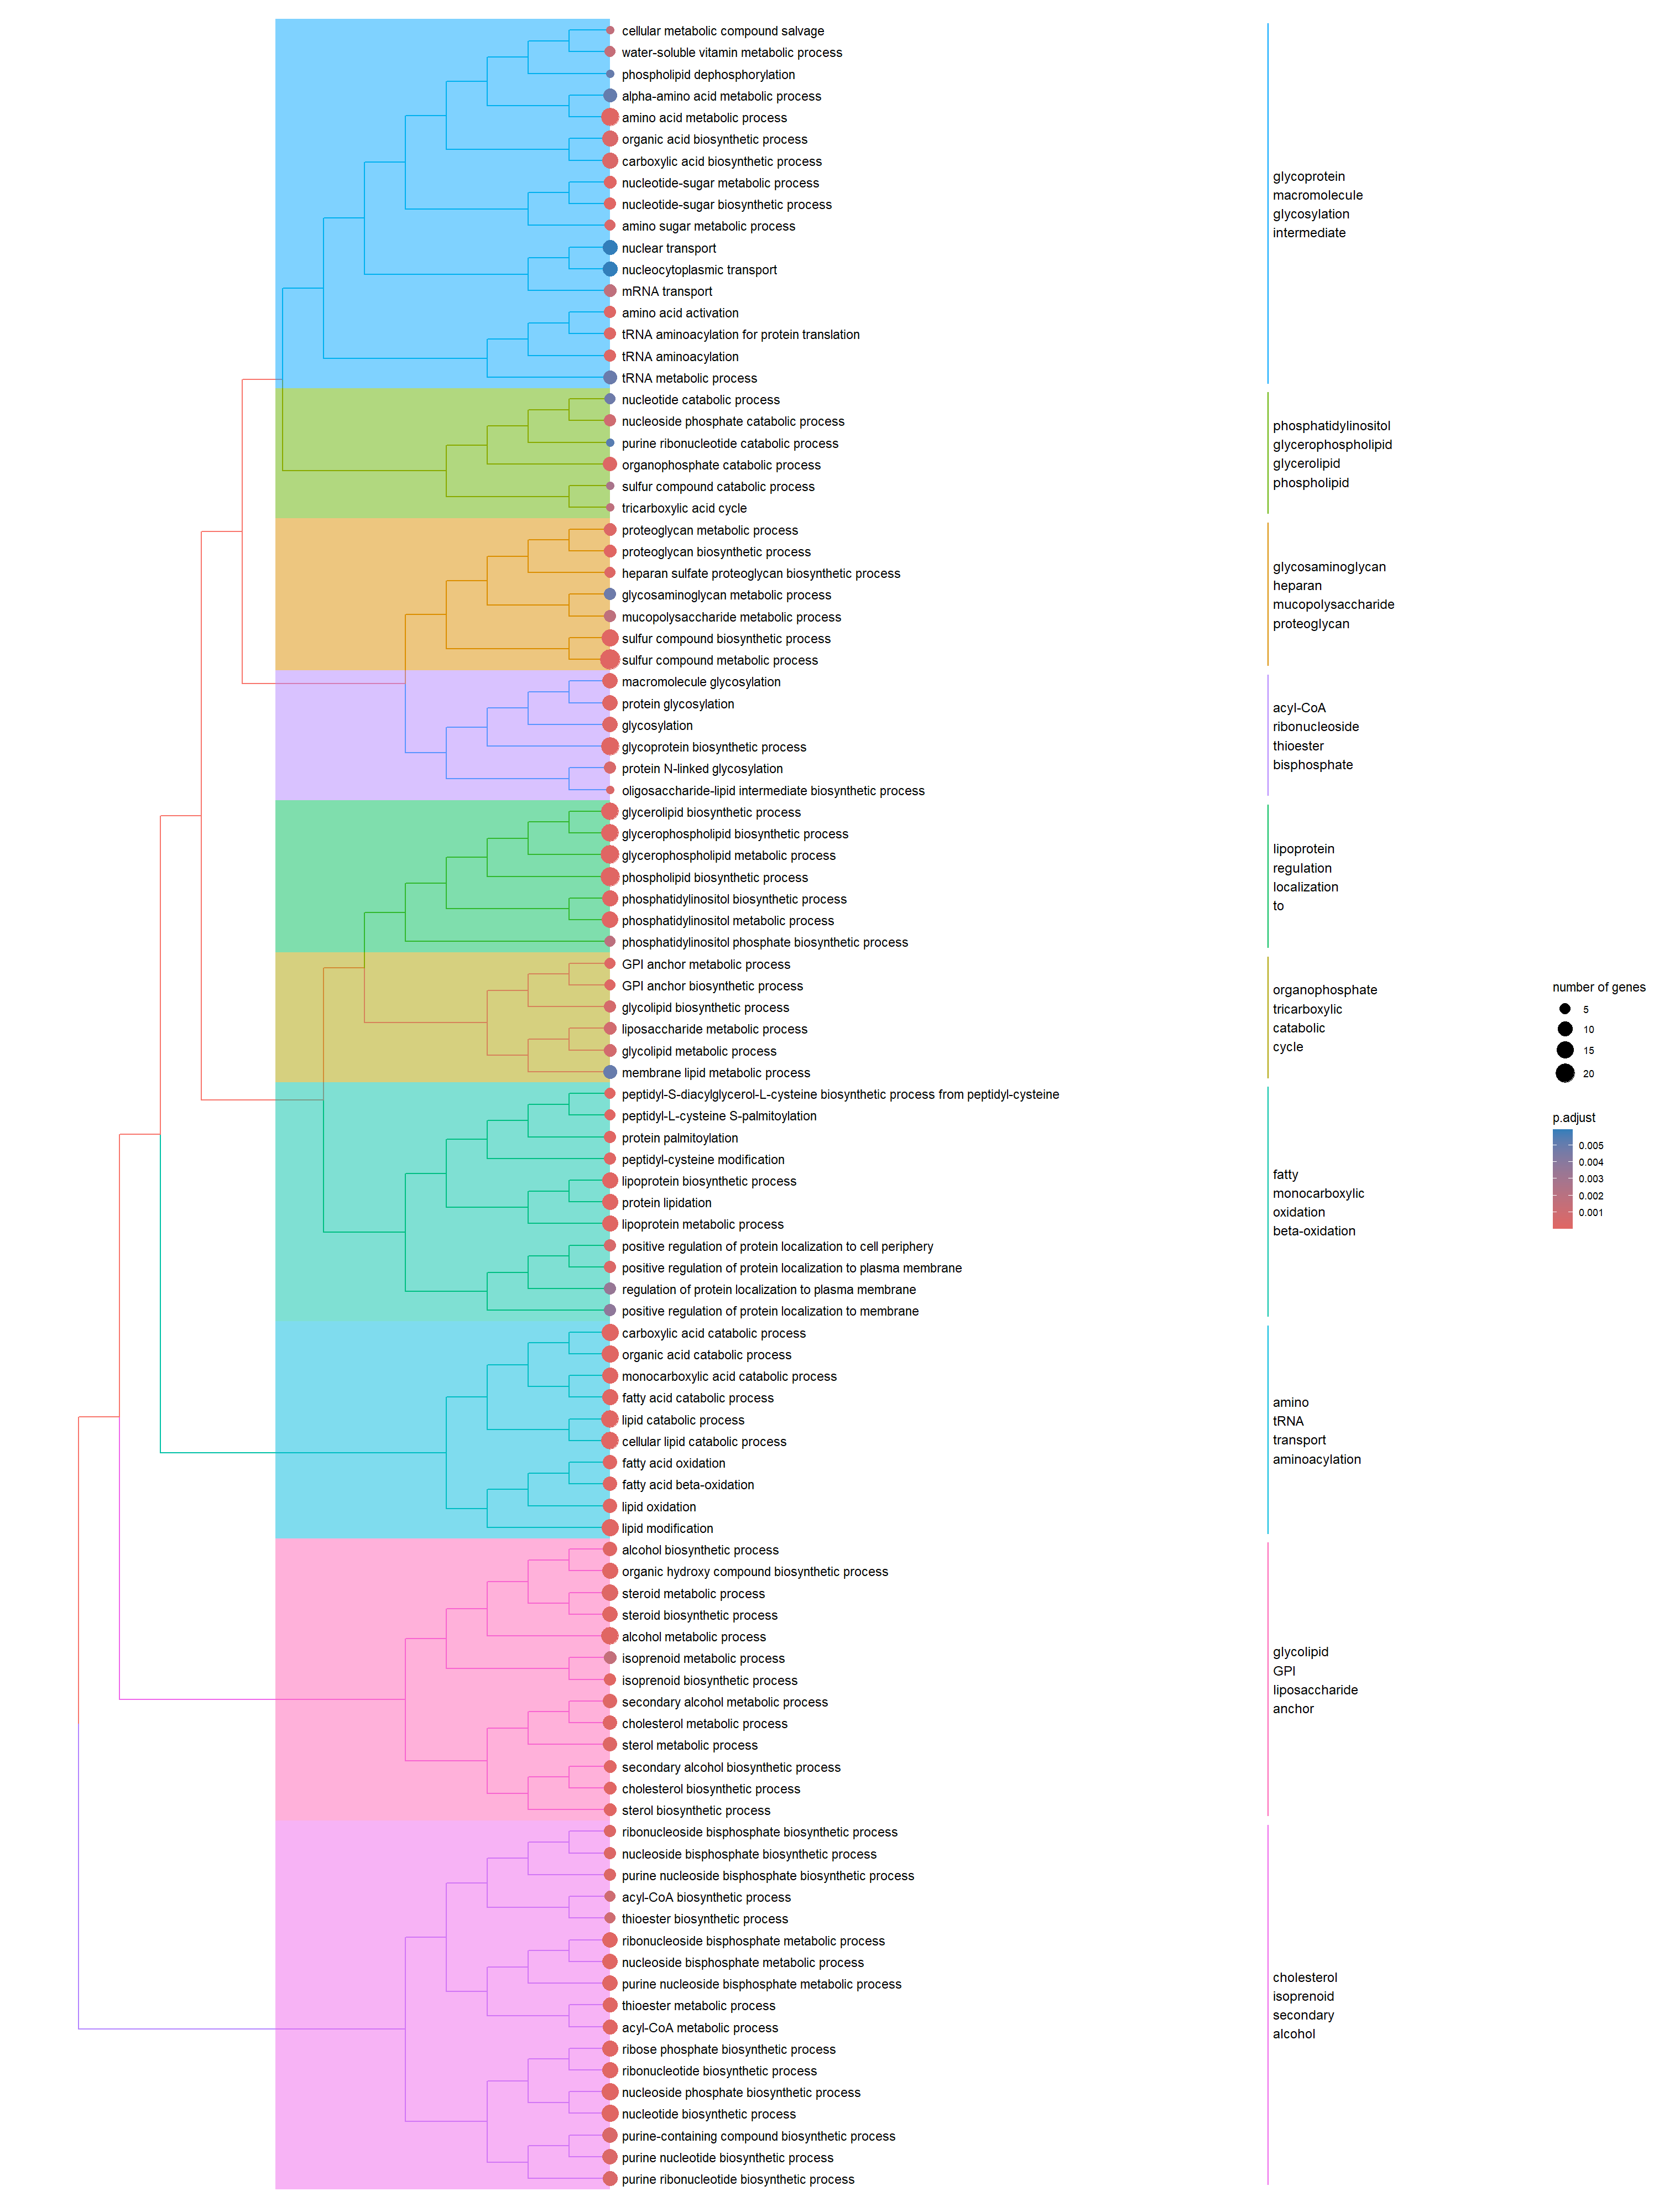 cellular metabolic compound salvage
water-soluble vitamin metabolic process
phospholipid dephosphorylation
alpha-amino acid metabolic process
amino acid metabolic process
organic acid biosynthetic process
carboxylic acid biosynthetic process
nucleotide-sugar metabolic process
nucleotide-sugar biosynthetic process
amino sugar metabolic process
nuclear transport
nucleocytoplasmic transport
mRNA transport
amino acid activation
tRNA aminoacylation for protein translation
tRNA aminoacylation
tRNA metabolic process
nucleotide catabolic process
nucleoside phosphate catabolic process
purine ribonucleotide catabolic process
organophosphate catabolic process
sulfur compound catabolic process
tricarboxylic acid cycle
proteoglycan metabolic process
proteoglycan biosynthetic process
heparan sulfate proteoglycan biosynthetic process
glycosaminoglycan metabolic process
mucopolysaccharide metabolic process
sulfur compound biosynthetic process
sulfur compound metabolic process
macromolecule glycosylation
protein glycosylation
glycosylation
glycoprotein biosynthetic process
protein N-linked glycosylation
oligosaccharide-lipid intermediate biosynthetic process
glycerolipid biosynthetic process
glycerophospholipid biosynthetic process
glycerophospholipid metabolic process
phospholipid biosynthetic process
phosphatidylinositol biosynthetic process
phosphatidylinositol metabolic process
phosphatidylinositol phosphate biosynthetic process
GPI anchor metabolic process
GPI anchor biosynthetic process
glycolipid biosynthetic process
liposaccharide metabolic process
glycolipid metabolic process
membrane lipid metabolic process
peptidyl-S-diacylglycerol-L-cysteine biosynthetic process from peptidyl-cysteine
peptidyl-L-cysteine S-palmitoylation
protein palmitoylation
peptidyl-cysteine modification
lipoprotein biosynthetic process
protein lipidation
lipoprotein metabolic process
positive regulation of protein localization to cell periphery
positive regulation of protein localization to plasma membrane
regulation of protein localization to plasma membrane
positive regulation of protein localization to membrane
carboxylic acid catabolic process
organic acid catabolic process
monocarboxylic acid catabolic process
fatty acid catabolic process
lipid catabolic process
cellular lipid catabolic process
fatty acid oxidation
fatty acid beta-oxidation
lipid oxidation
lipid modification
alcohol biosynthetic process
organic hydroxy compound biosynthetic process
steroid metabolic process
steroid biosynthetic process
alcohol metabolic process
isoprenoid metabolic process
isoprenoid biosynthetic process
secondary alcohol metabolic process
cholesterol metabolic process
sterol metabolic process
secondary alcohol biosynthetic process
cholesterol biosynthetic process
sterol biosynthetic process
ribonucleoside bisphosphate biosynthetic process
nucleoside bisphosphate biosynthetic process
purine nucleoside bisphosphate biosynthetic process
acyl-CoA biosynthetic process
thioester biosynthetic process
ribonucleoside bisphosphate metabolic process
nucleoside bisphosphate metabolic process
purine nucleoside bisphosphate metabolic process
thioester metabolic process
acyl-CoA metabolic process
ribose phosphate biosynthetic process
ribonucleotide biosynthetic process
nucleoside phosphate biosynthetic process
nucleotide biosynthetic process
purine-containing compound biosynthetic process
purine nucleotide biosynthetic process
purine ribonucleotide biosynthetic process
glycoprotein
macromolecule
glycosylation
intermediate
phosphatidylinositol
glycerophospholipid
glycerolipid
phospholipid
glycosaminoglycan
heparan
mucopolysaccharide
proteoglycan
acyl-CoA
ribonucleoside
thioester
bisphosphate
lipoprotein
regulation
localization
to
organophosphate
tricarboxylic
catabolic
cycle
fatty
monocarboxylic
oxidation
beta-oxidation
amino
tRNA
transport
aminoacylation
glycolipid
GPI
liposaccharide
anchor
cholesterol
isoprenoid
secondary
alcohol
number of genes
5
10
15
20
p.adjust
0.005
0.004
0.003
0.002
0.001